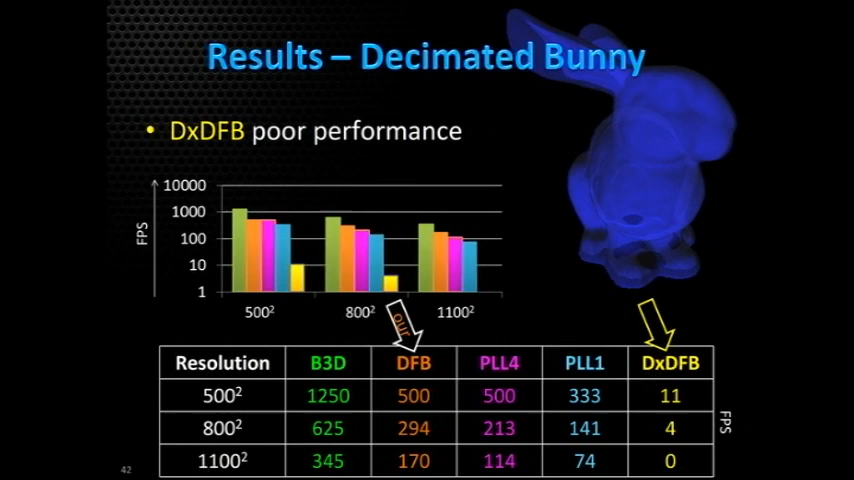 Results – Decimated Bunny
• DxDFB poor performance
FPS
10000
1000
100
10
1
500² 800² 1100²
our
Resolution B3D DFB PLL4 PLL1 DxDFB
500² 1250 500 500 333 11
800² 625 294 213 141 4
1100² 345 170 114 74 0
FPS
42